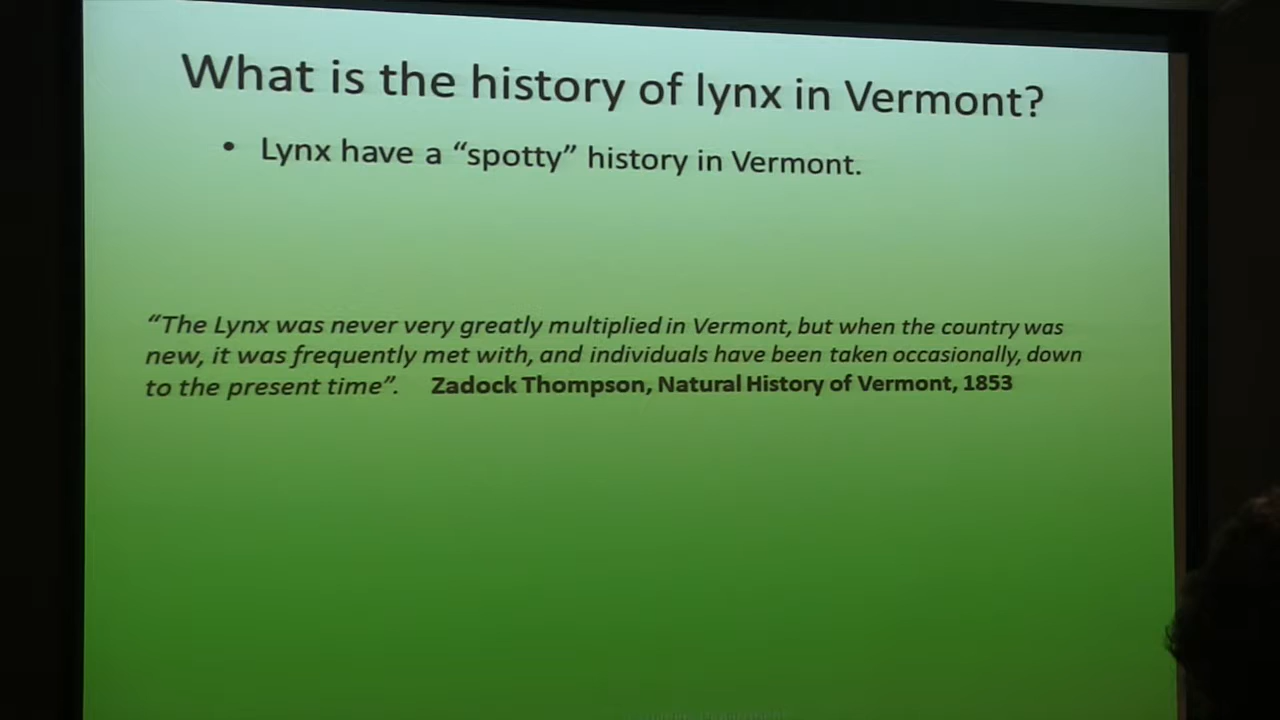 What is the history of lynx in Vermont?
• Lynx have a “spotty” history in Vermont.
“The Lynx was never very greatly multiplied in Vermont, but when the country was
new, it was frequently met with, and individuals have been taken occasionally, down
to the present time”. Zadock Thompson, Natural History of Vermont, 1853